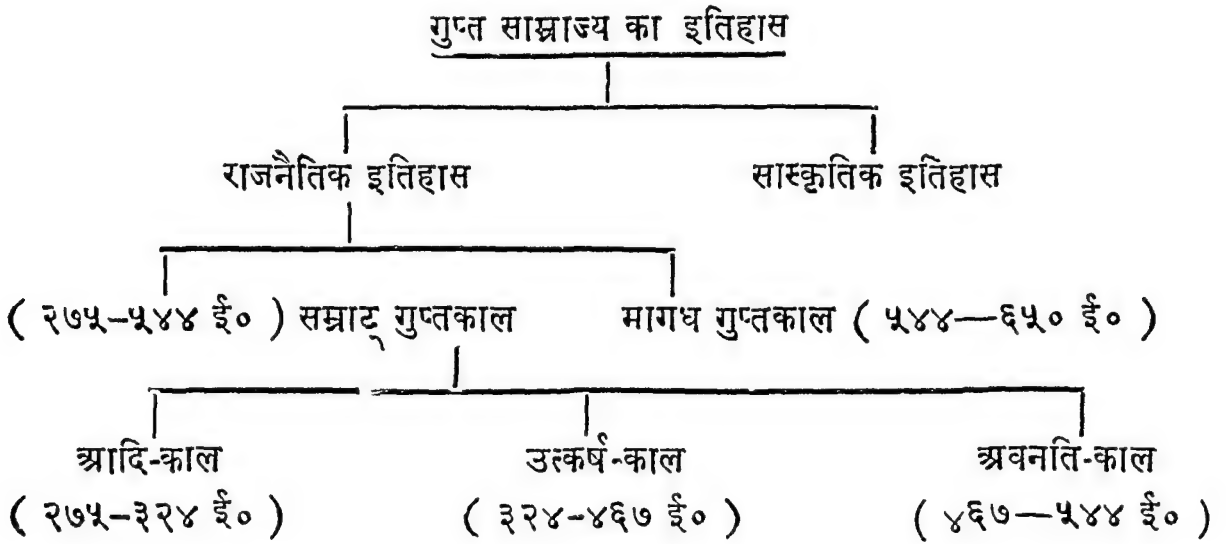 गुप्त साम्राज्य का इतिहास
राजनैतिक इतिहास सास्कृतिक इतिहास
( २७५–५४४ ई० ) सम्राट् गुप्तकाल मागध गुप्तकाल ( ५४४—६५० ई० )
आदि-काल उत्कर्ष-काल अवनति-काल
( २७५–३२४ ई० ) ( ३२४-४६७ ई० ) ( ४६७—५४४ ई० )